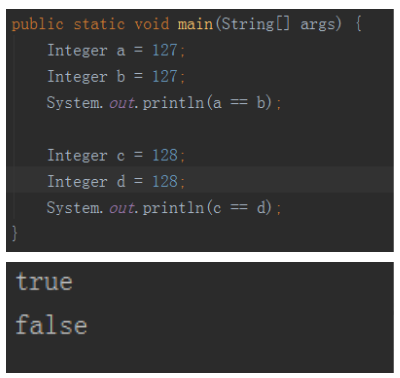 public static void main(String[] args) {
    Integer a = 127;
    Integer b = 127;
    System.out.println(a == b);
    Integer c = 128;
    Integer d = 128;
    System.out.println(c == d);
}
true
false